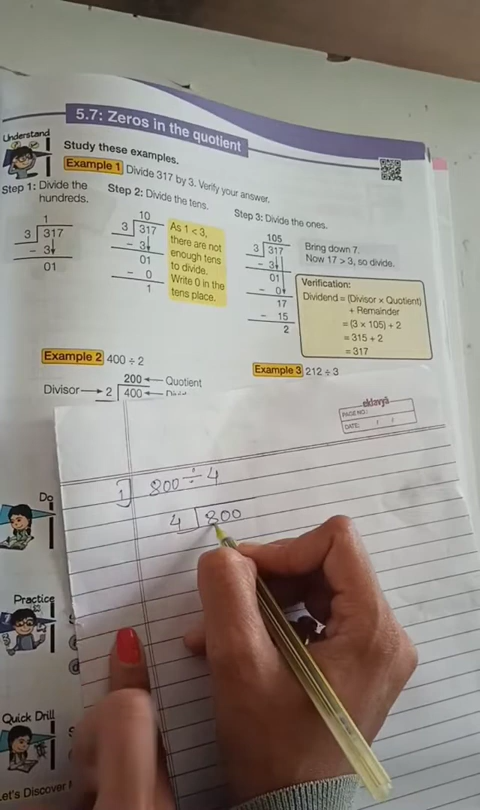 5.7: Zeros in the quotient
Understand
Study these examples.
Example 1 Divide 317 by 3. Verify your answer.
Step 1: Divide the
hundreds.
1
3 317
- 3↓
01
Step 2: Divide the tens.
10
3 317
- 3↓
01
- 0
1
As 1 < 3,
there are not
enough tens
to divide.
Write 0 in the
tens place.
Step 3: Divide the ones.
105
3 317
- 3
01
- 0
17
- 15
2
Bring down 7.
Now 17 > 3, so divide.
Verification:
Dividend = (Divisor × Quotient)
+ Remainder
= (3 × 105) + 2
= 315 + 2
= 317
Example 2 400 ÷ 2
200 ← Quotient
Divisor → 2 400 ←
Example 3 212 ÷ 3
eklavya
PAGE NO.:
DATE: / /
1] 800 ÷ 4
4 800
Do
Practice
Quick Drill
Let's Discover